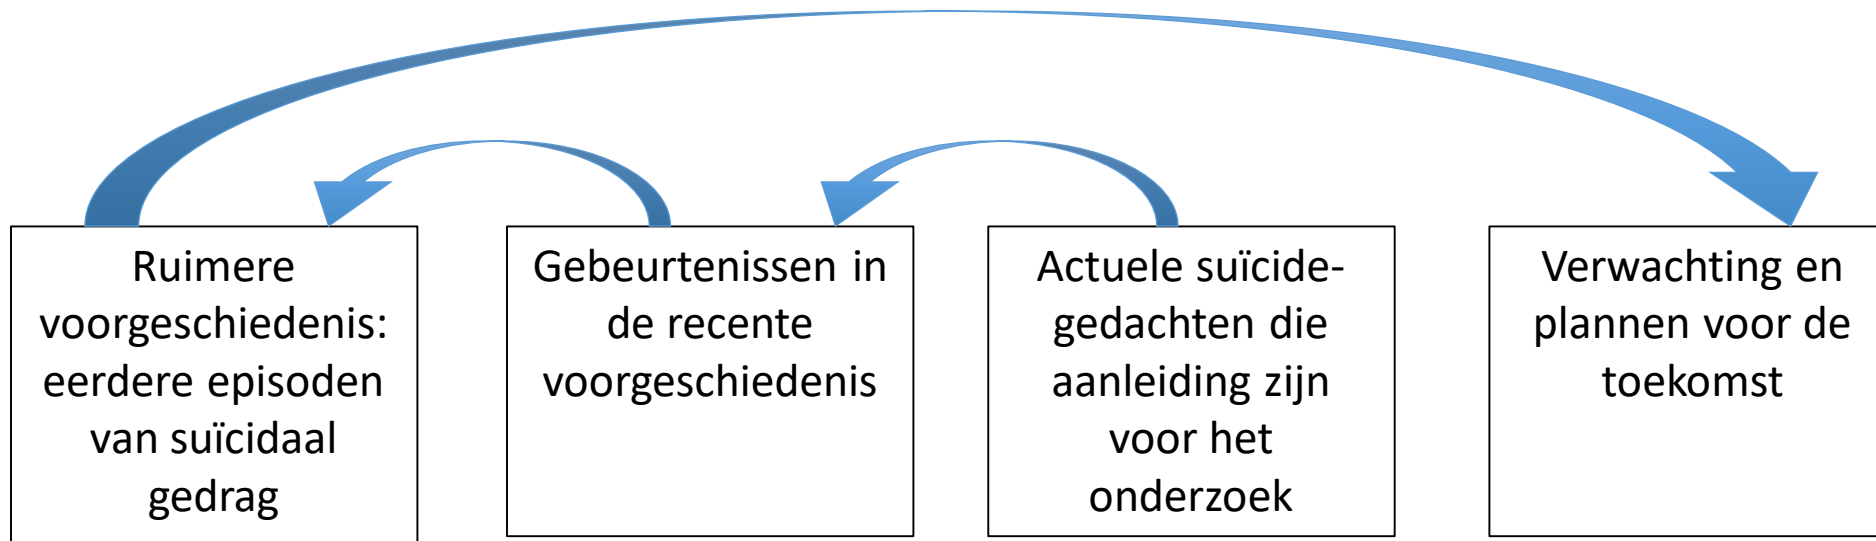 Ruimere
voorgeschiedenis:
eerdere episoden
van suïcidaal
gedrag
Gebeurtenissen in
de recente
voorgeschiedenis
Actuele suïcide-
gedachten die
aanleiding zijn
voor het
onderzoek
Verwachting en
plannen voor de
toekomst